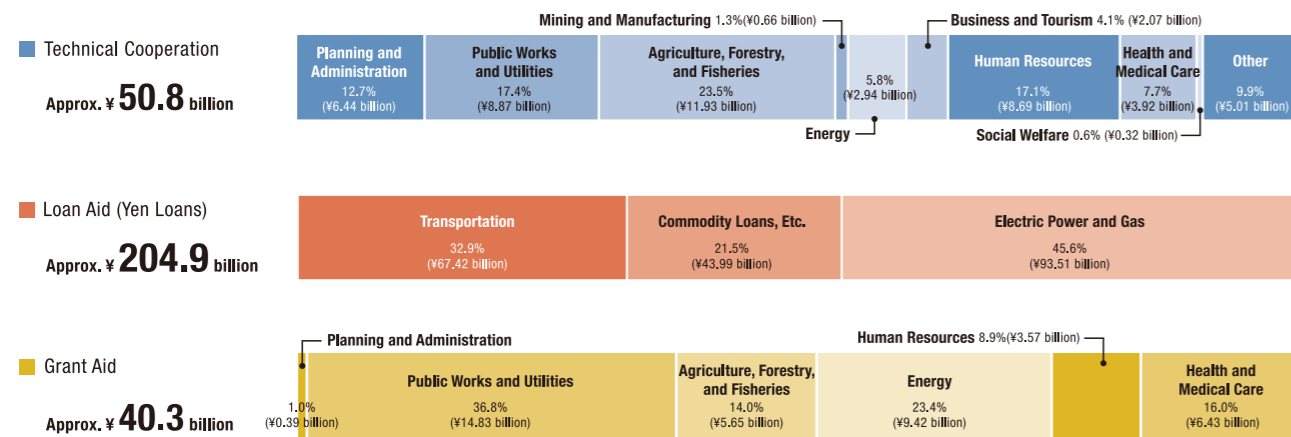 Mining and Manufacturing 1.3%(¥0.66 billion)
Business and Tourism 4.1% (¥2.07 billion)
Technical Cooperation
Approx. ¥ 50.8 billion
Planning and
Administration
12.7%
(¥6.44 billion)
Public Works
and Utilities
17.4%
(¥8.87 billion)
Agriculture, Forestry,
and Fisheries
23.5%
(¥11.93 billion)
5.8%
(¥2.94 billion)
Energy
Human Resources
17.1%
(¥8.69 billion)
Health and
Medical Care
7.7%
(¥3.92 billion)
Other
9.9%
(¥5.01 billion)
Social Welfare 0.6% (¥0.32 billion)
Loan Aid (Yen Loans)
Approx. ¥ 204.9 billion
Transportation
32.9%
(¥67.42 billion)
Commodity Loans, Etc.
21.5%
(¥43.99 billion)
Electric Power and Gas
45.6%
(¥93.51 billion)
Planning and Administration
Human Resources 8.9%(¥3.57 billion)
Grant Aid
Approx. ¥ 40.3 billion
1.0%
(¥0.39 billion)
Public Works and Utilities
36.8%
(¥14.83 billion)
Agriculture, Forestry,
and Fisheries
14.0%
(¥5.65 billion)
Energy
23.4%
(¥9.42 billion)
Health and
Medical Care
16.0%
(¥6.43 billion)